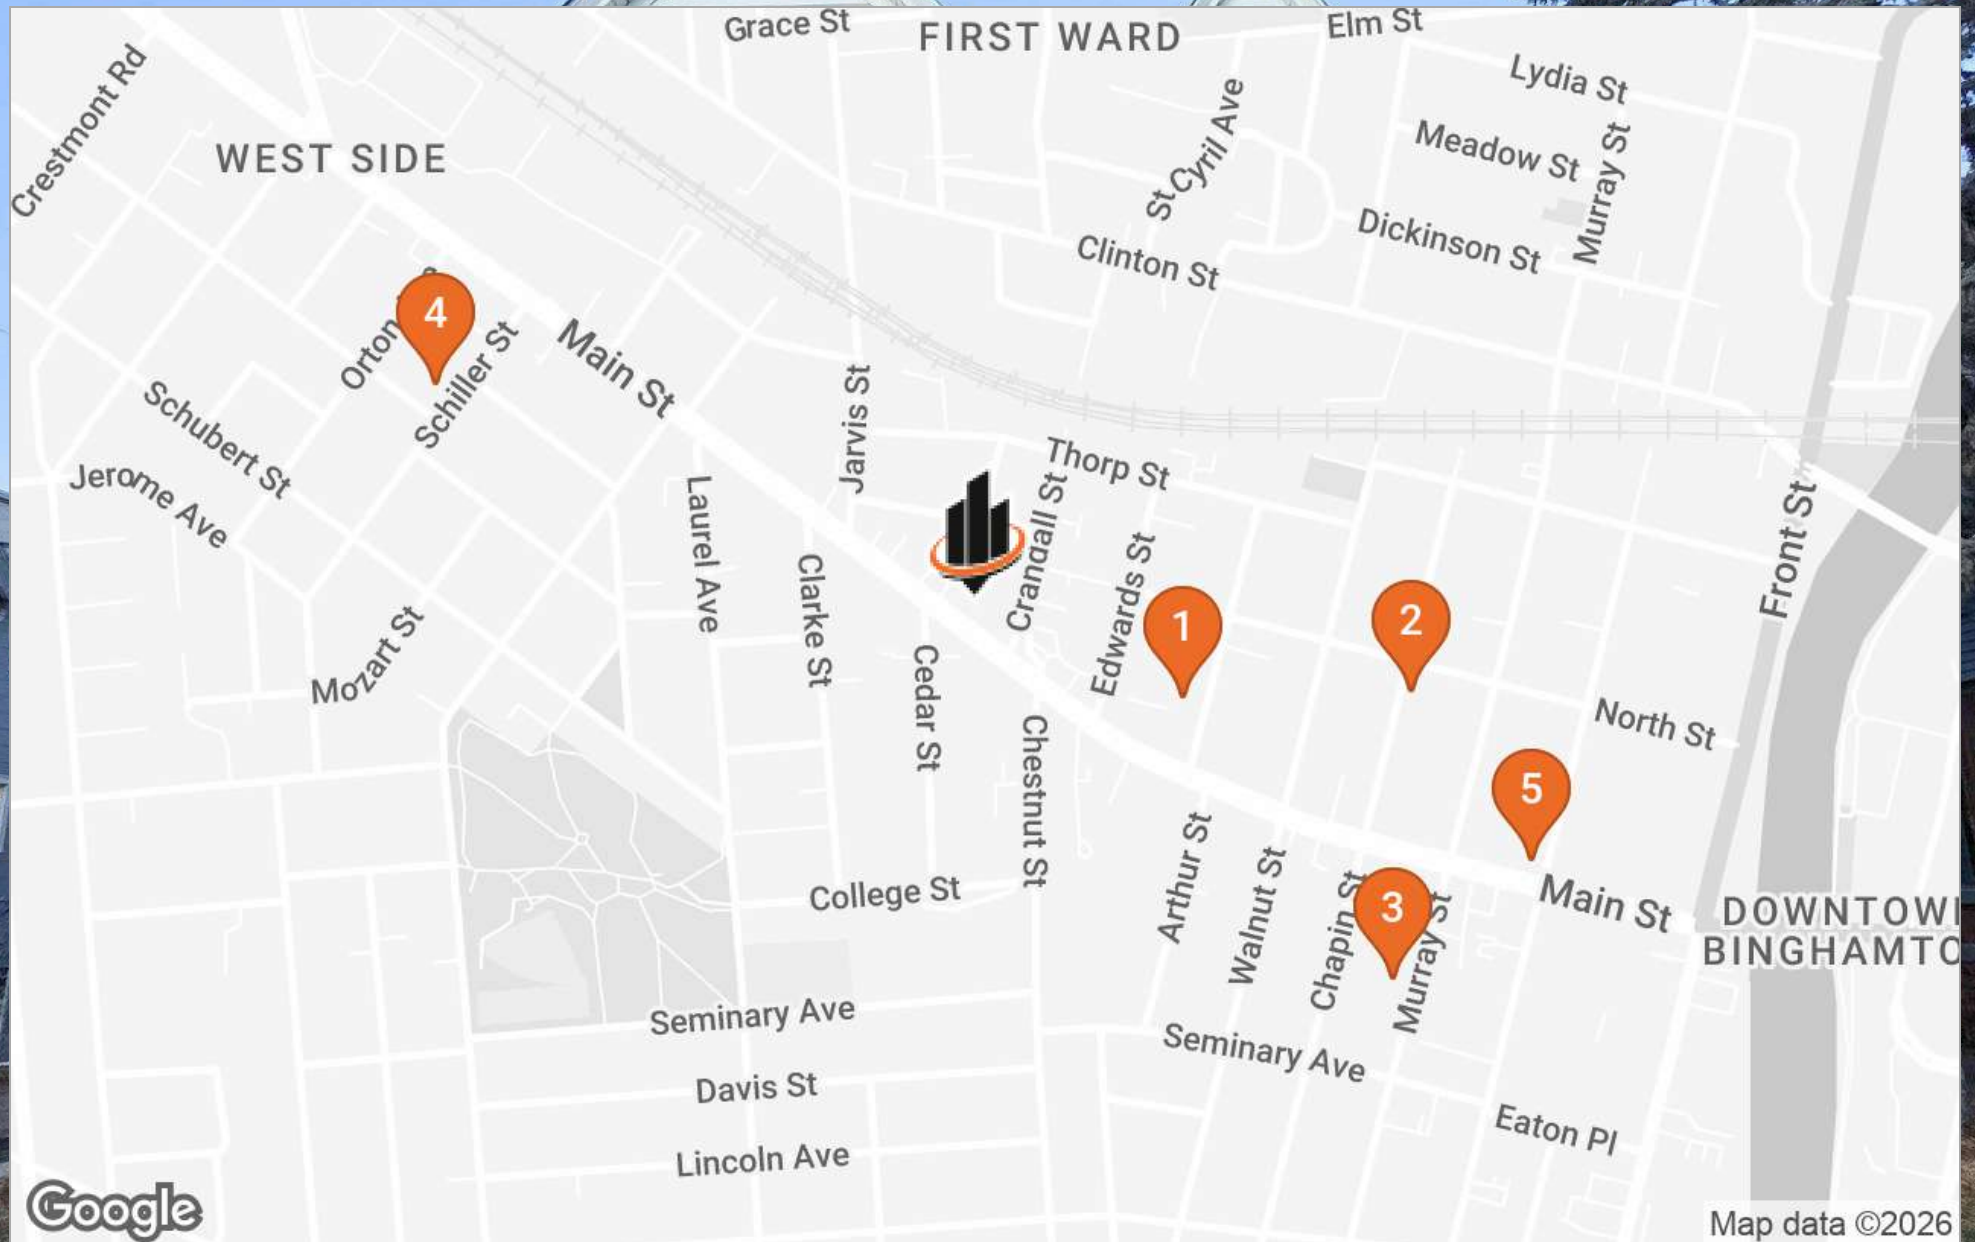 Grace St
FIRST WARD
Elm St
Lydia St
Crestmont Rd
WEST SIDE
St Cyril Ave
Meadow St
Murray St
Dickinson St
Clinton St
4
Orton
Schiller St
Main St
Jarvis St
Schubert St
Jerome Ave
Thorp St
Laurel Ave
Crandall St
Front St
Clarke St
Edwards St
1
2
Mozart St
Cedar St
North St
Chestnut St
5
Arthur St
Walnut St
College St
Chapin St
3
Murray St
Main St
DOWNTOW
BINGHAMTO
Seminary Ave
Seminary Ave
Davis St
Eaton Pl
Lincoln Ave
Google
Map data ©2026